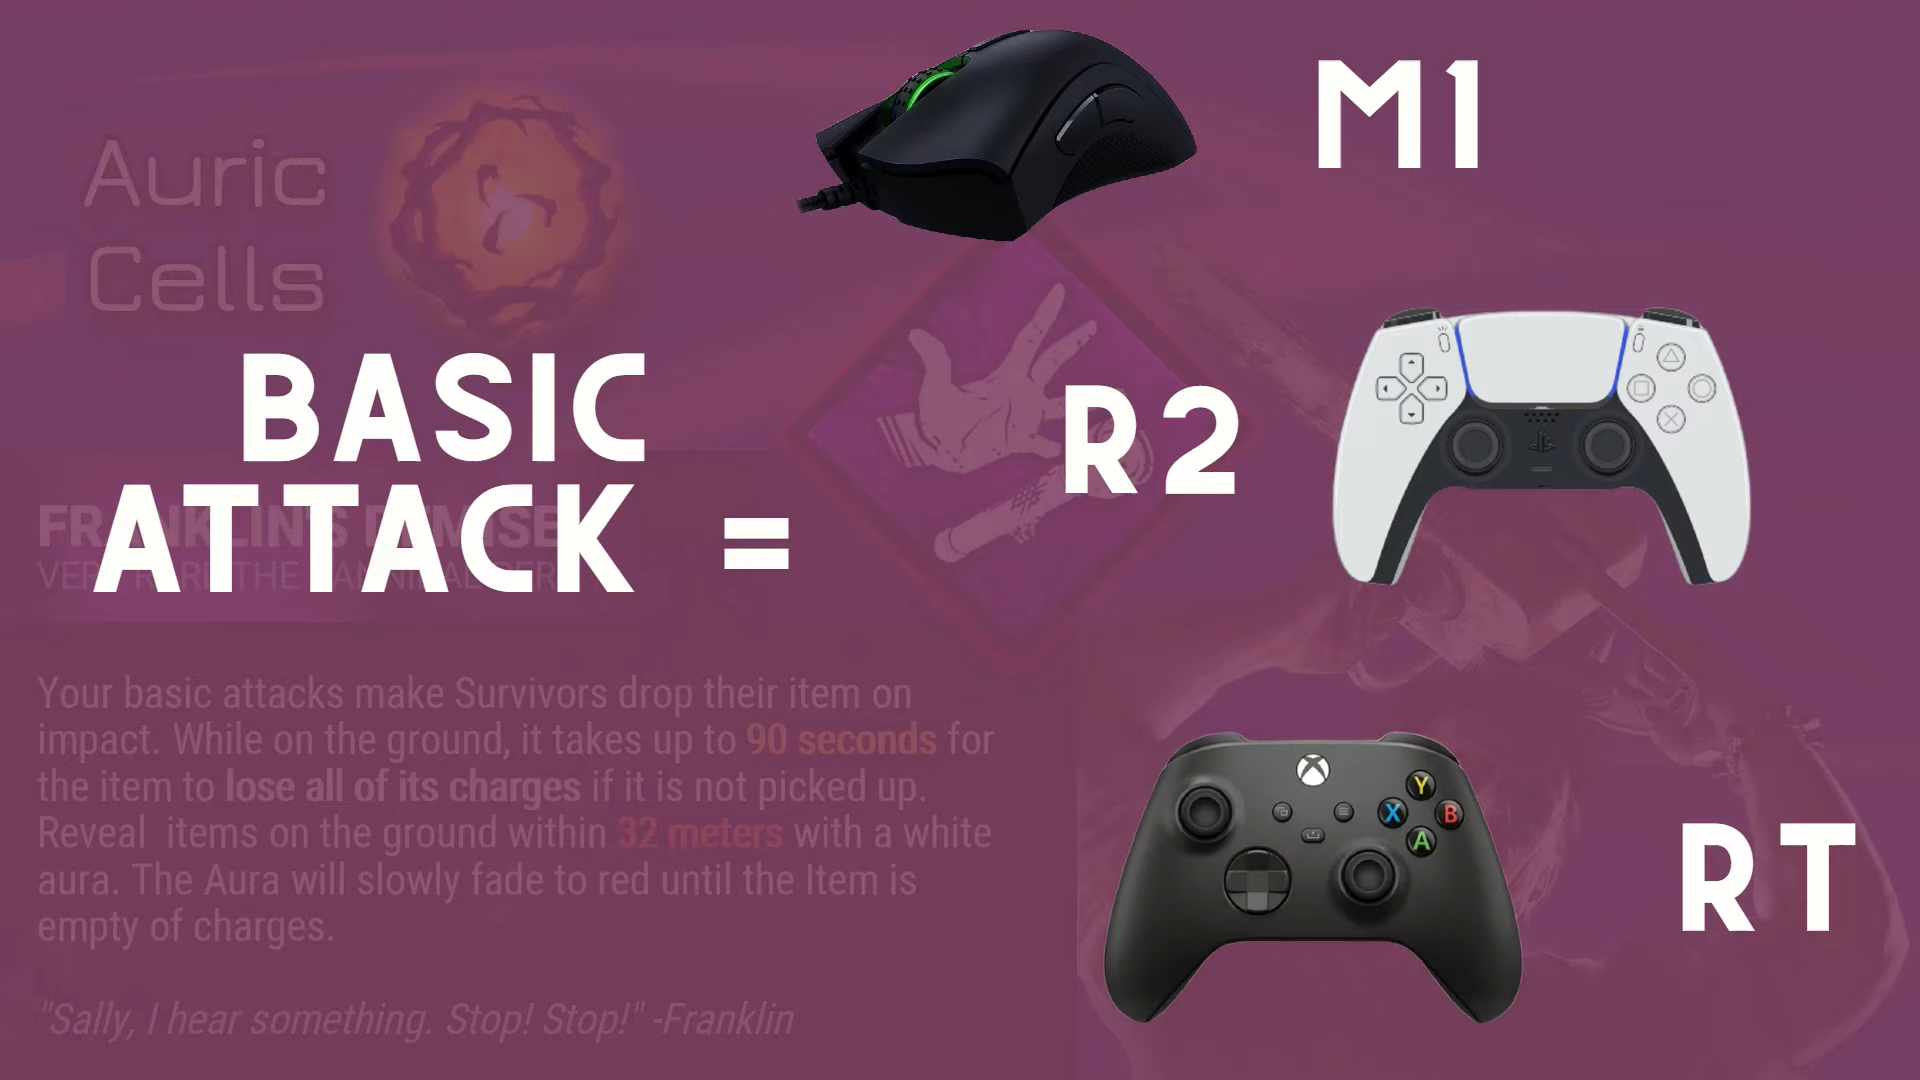 M1
Auric
Cells
BASIC
ATTACK =
R2
FRANKLIN'S DEMISE
Your basic attacks make Survivors drop their item on
impact. While on the ground, it takes up to 90 seconds for
the item to lose all of its charges if it is not picked up.
Reveal items on the ground within 32 meters with a white
aura. The Aura will slowly fade to red until the Item is
empty of charges.
"Sally, I hear something. Stop! Stop!" -Franklin
X
Y
X
B
A
RT